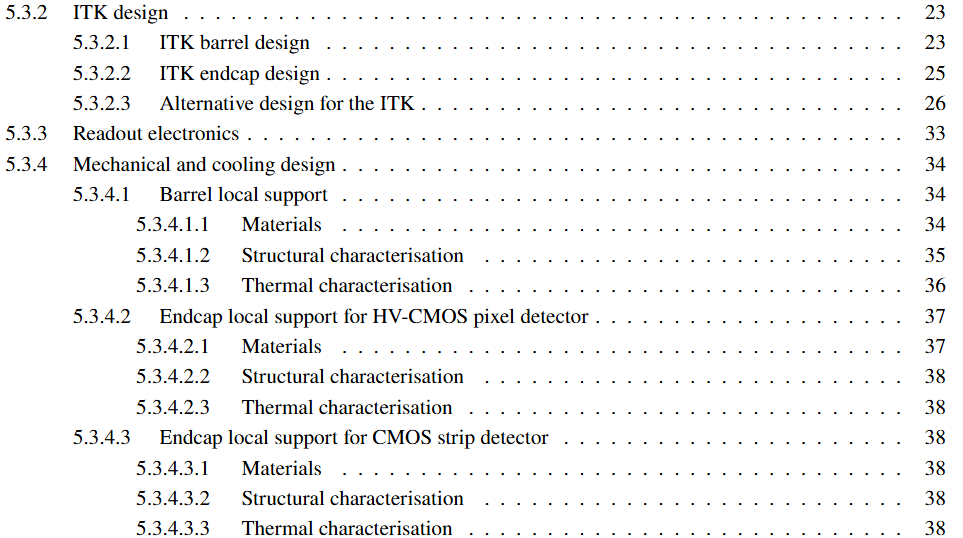 5.3.2 ITK design . . . . . . . . . . . . . . . . . . . . . . . . . . . . . . . . . . . . 23
5.3.2.1 ITK barrel design . . . . . . . . . . . . . . . . . . . . . . . . . . . . . . 23
5.3.2.2 ITK endcap design . . . . . . . . . . . . . . . . . . . . . . . . . . . . . . 25
5.3.2.3 Alternative design for the ITK . . . . . . . . . . . . . . . . . . . . . . . . 26
5.3.3 Readout electronics . . . . . . . . . . . . . . . . . . . . . . . . . . . . . . . . 33
5.3.4 Mechanical and cooling design . . . . . . . . . . . . . . . . . . . . . . . . . . . 34
5.3.4.1 Barrel local support . . . . . . . . . . . . . . . . . . . . . . . . . . . . . 34
5.3.4.1.1 Materials . . . . . . . . . . . . . . . . . . . . . . . . . . . . . 34
5.3.4.1.2 Structural characterisation . . . . . . . . . . . . . . . . . . . . 35
5.3.4.1.3 Thermal characterisation . . . . . . . . . . . . . . . . . . . . . 36
5.3.4.2 Endcap local support for HV-CMOS pixel detector . . . . . . . . . . . . . . . 37
5.3.4.2.1 Materials . . . . . . . . . . . . . . . . . . . . . . . . . . . . . 37
5.3.4.2.2 Structural characterisation . . . . . . . . . . . . . . . . . . . . 38
5.3.4.2.3 Thermal characterisation . . . . . . . . . . . . . . . . . . . . . 38
5.3.4.3 Endcap local support for CMOS strip detector . . . . . . . . . . . . . . . . . 38
5.3.4.3.1 Materials . . . . . . . . . . . . . . . . . . . . . . . . . . . . . 38
5.3.4.3.2 Structural characterisation . . . . . . . . . . . . . . . . . . . . 38
5.3.4.3.3 Thermal characterisation . . . . . . . . . . . . . . . . . . . . . 38